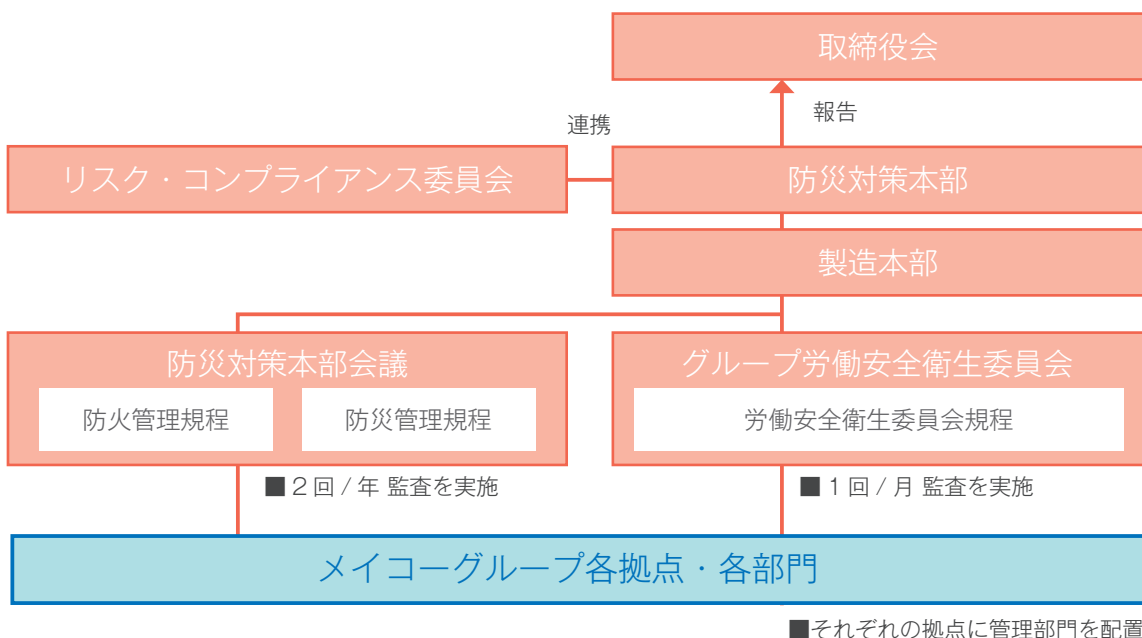 取締役会
連携
報告
リスク・コンプライアンス委員会
防災対策本部
製造本部
防災対策本部会議
グループ労働安全衛生委員会
防火管理規程
防災管理規程
労働安全衛生委員会規程
■2回/年 監査を実施
■1回/月 監査を実施
メイコーグループ各拠点・各部門
■それぞれの拠点に管理部門を配置